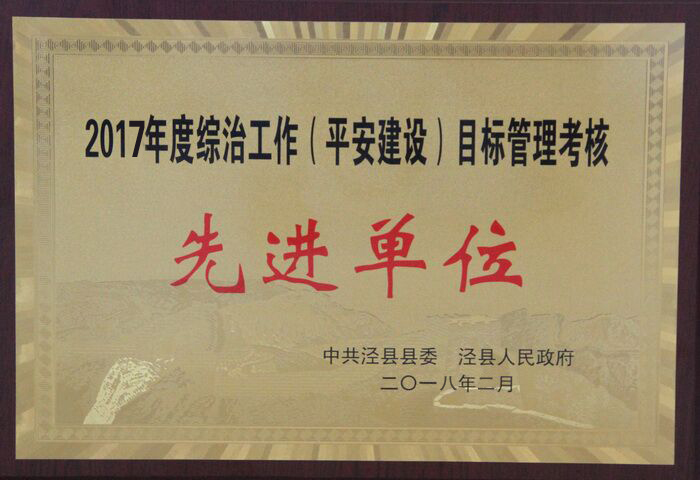 2017年度综治工作（平安建设）目标管理考核
先进单位
中共泾县县委 泾县人民政府
二〇一八年二月